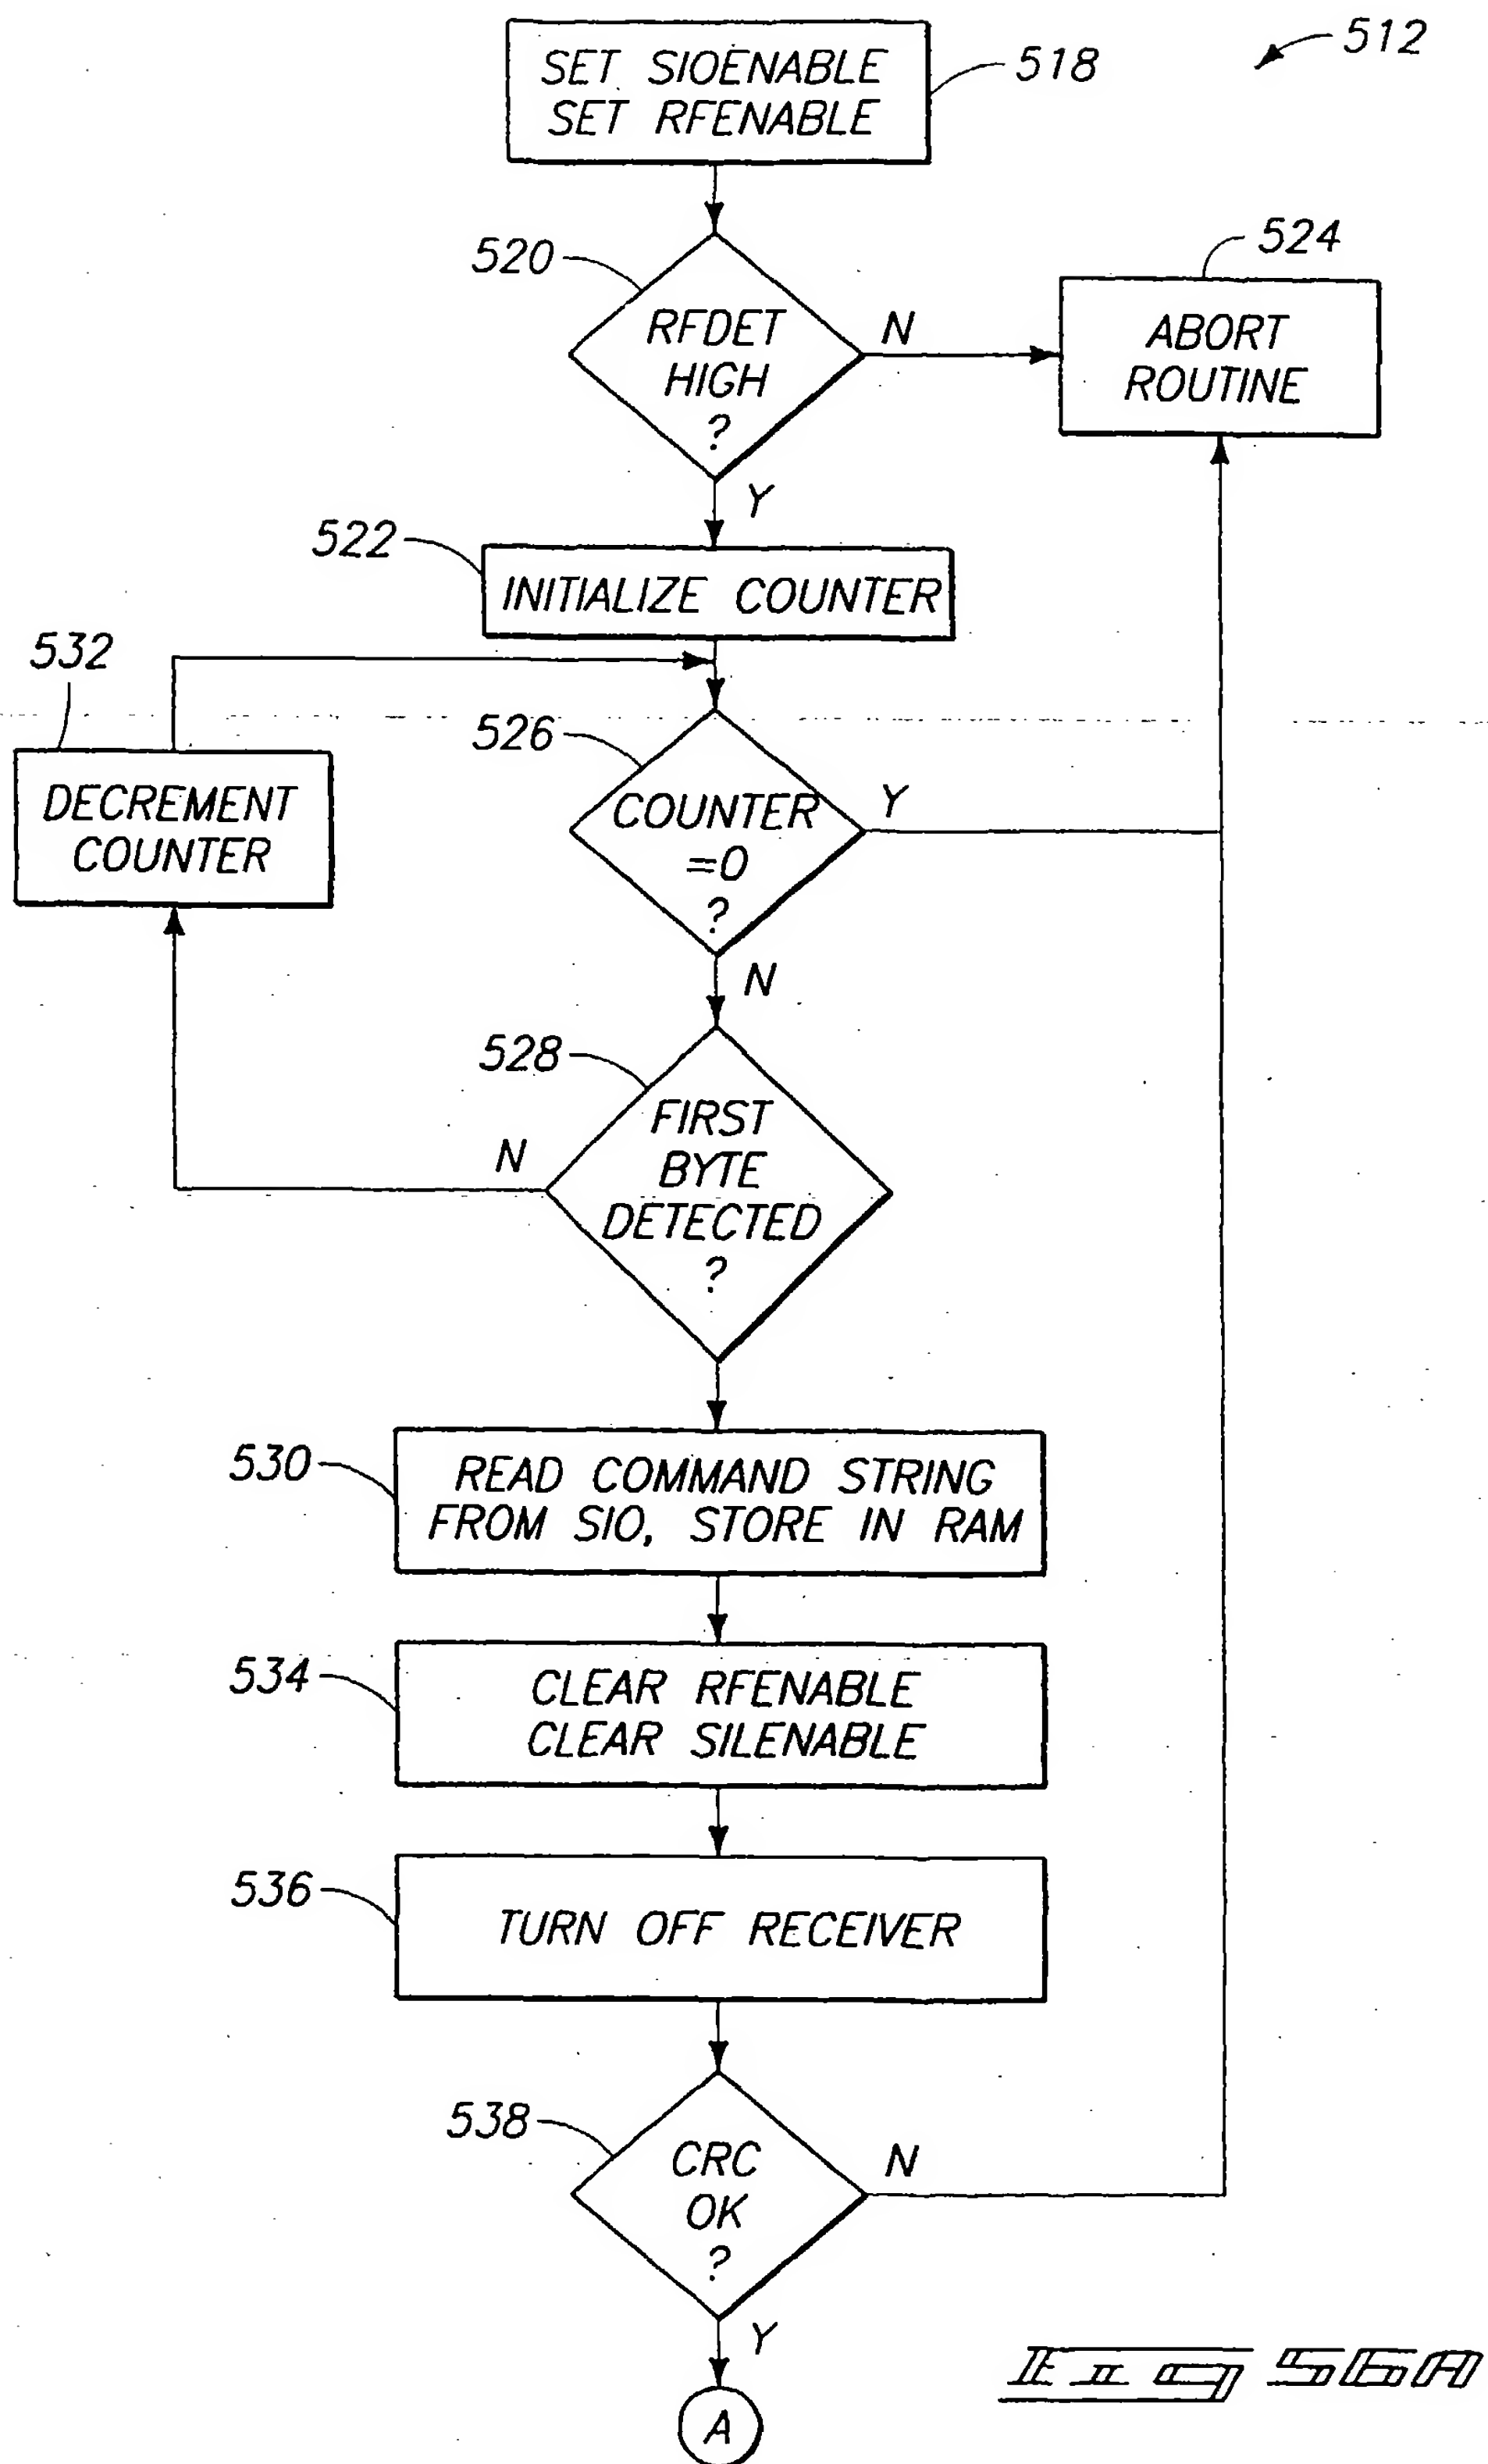 512
SET SIOENABLE
SET RFENABLE
518
520
RFDET
HIGH
?
N
Y
524
ABORT
ROUTINE
522
INITIALIZE COUNTER
532
DECREMENT
COUNTER
526
COUNTER
=0
?
Y
N
528
FIRST
BYTE
DETECTED
?
N
530
READ COMMAND STRING
FROM SIO, STORE IN RAM
534
CLEAR RFENABLE
CLEAR SILENABLE
536
TURN OFF RECEIVER
538
CRC
OK
?
N
Y
A
FIG 56A